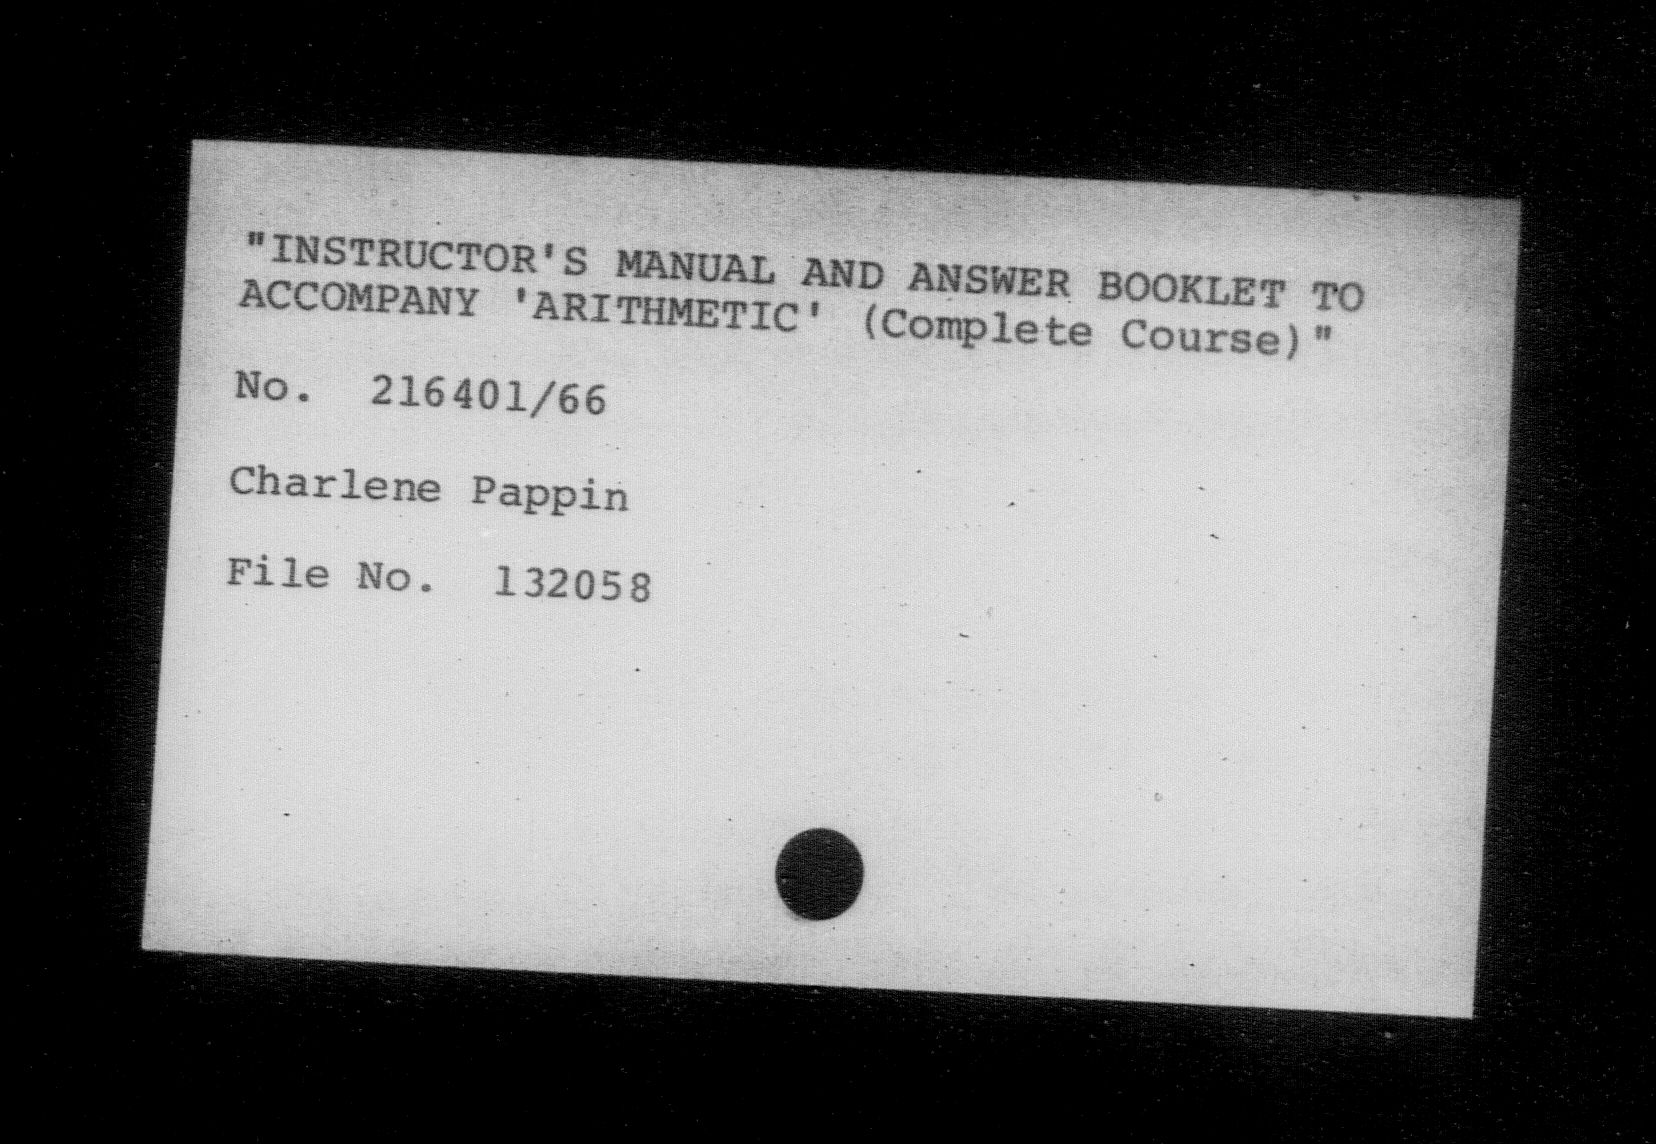 "INSTRUCTOR'S MANUAL AND ANSWER BOOKLET TO
ACCOMPANY 'ARITHMETIC' (Complete Course)"
No. 216401/66
Charlene Pappin
File No. 132058